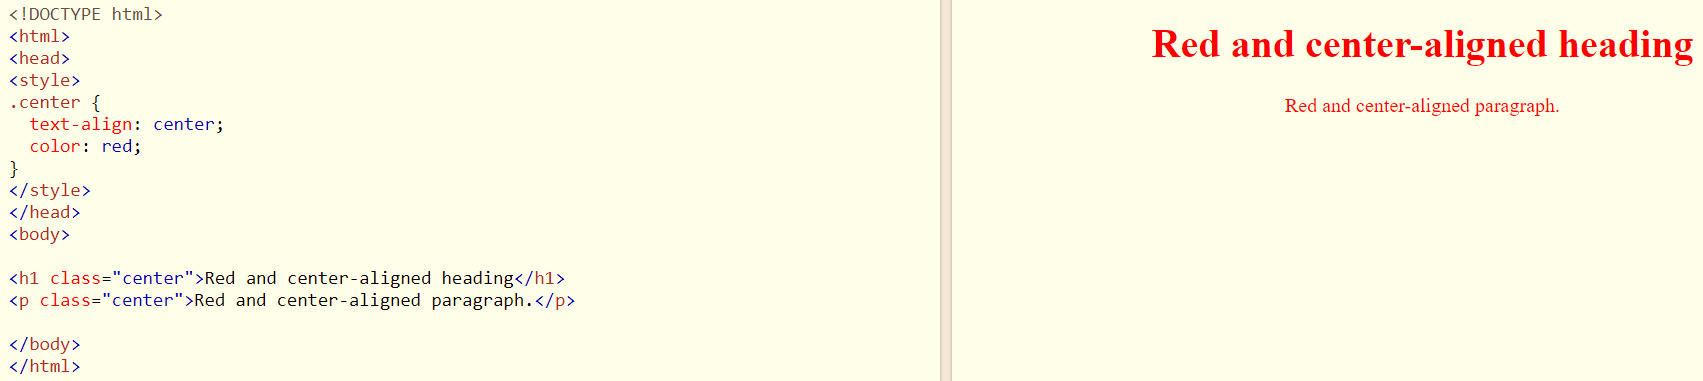 <!DOCTYPE html>
<html>
<head>
<style>
.center {
  text-align: center;
  color: red;
}
</style>
</head>
<body>

<h1 class="center">Red and center-aligned heading</h1>
<p class="center">Red and center-aligned paragraph.</p>

</body>
</html>
Red and center-aligned heading
Red and center-aligned paragraph.